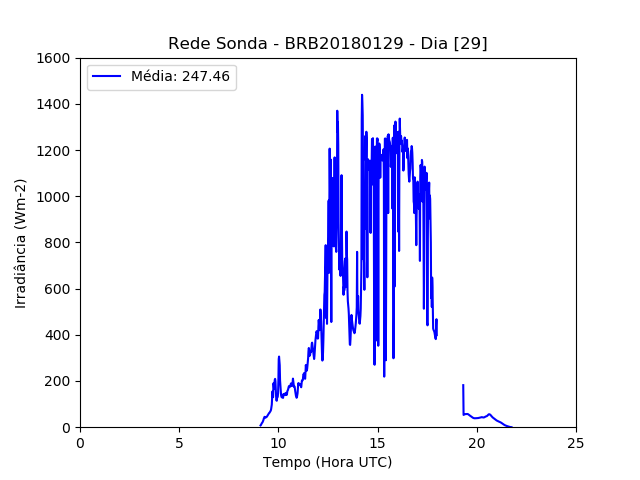 Rede Sonda - BRB20180129 - Dia [29]
Média: 247.46
1600
1400
1200
1000
800
600
400
200
0
Irradiância (Wm-2)
0 5 10 15 20 25
Tempo (Hora UTC)